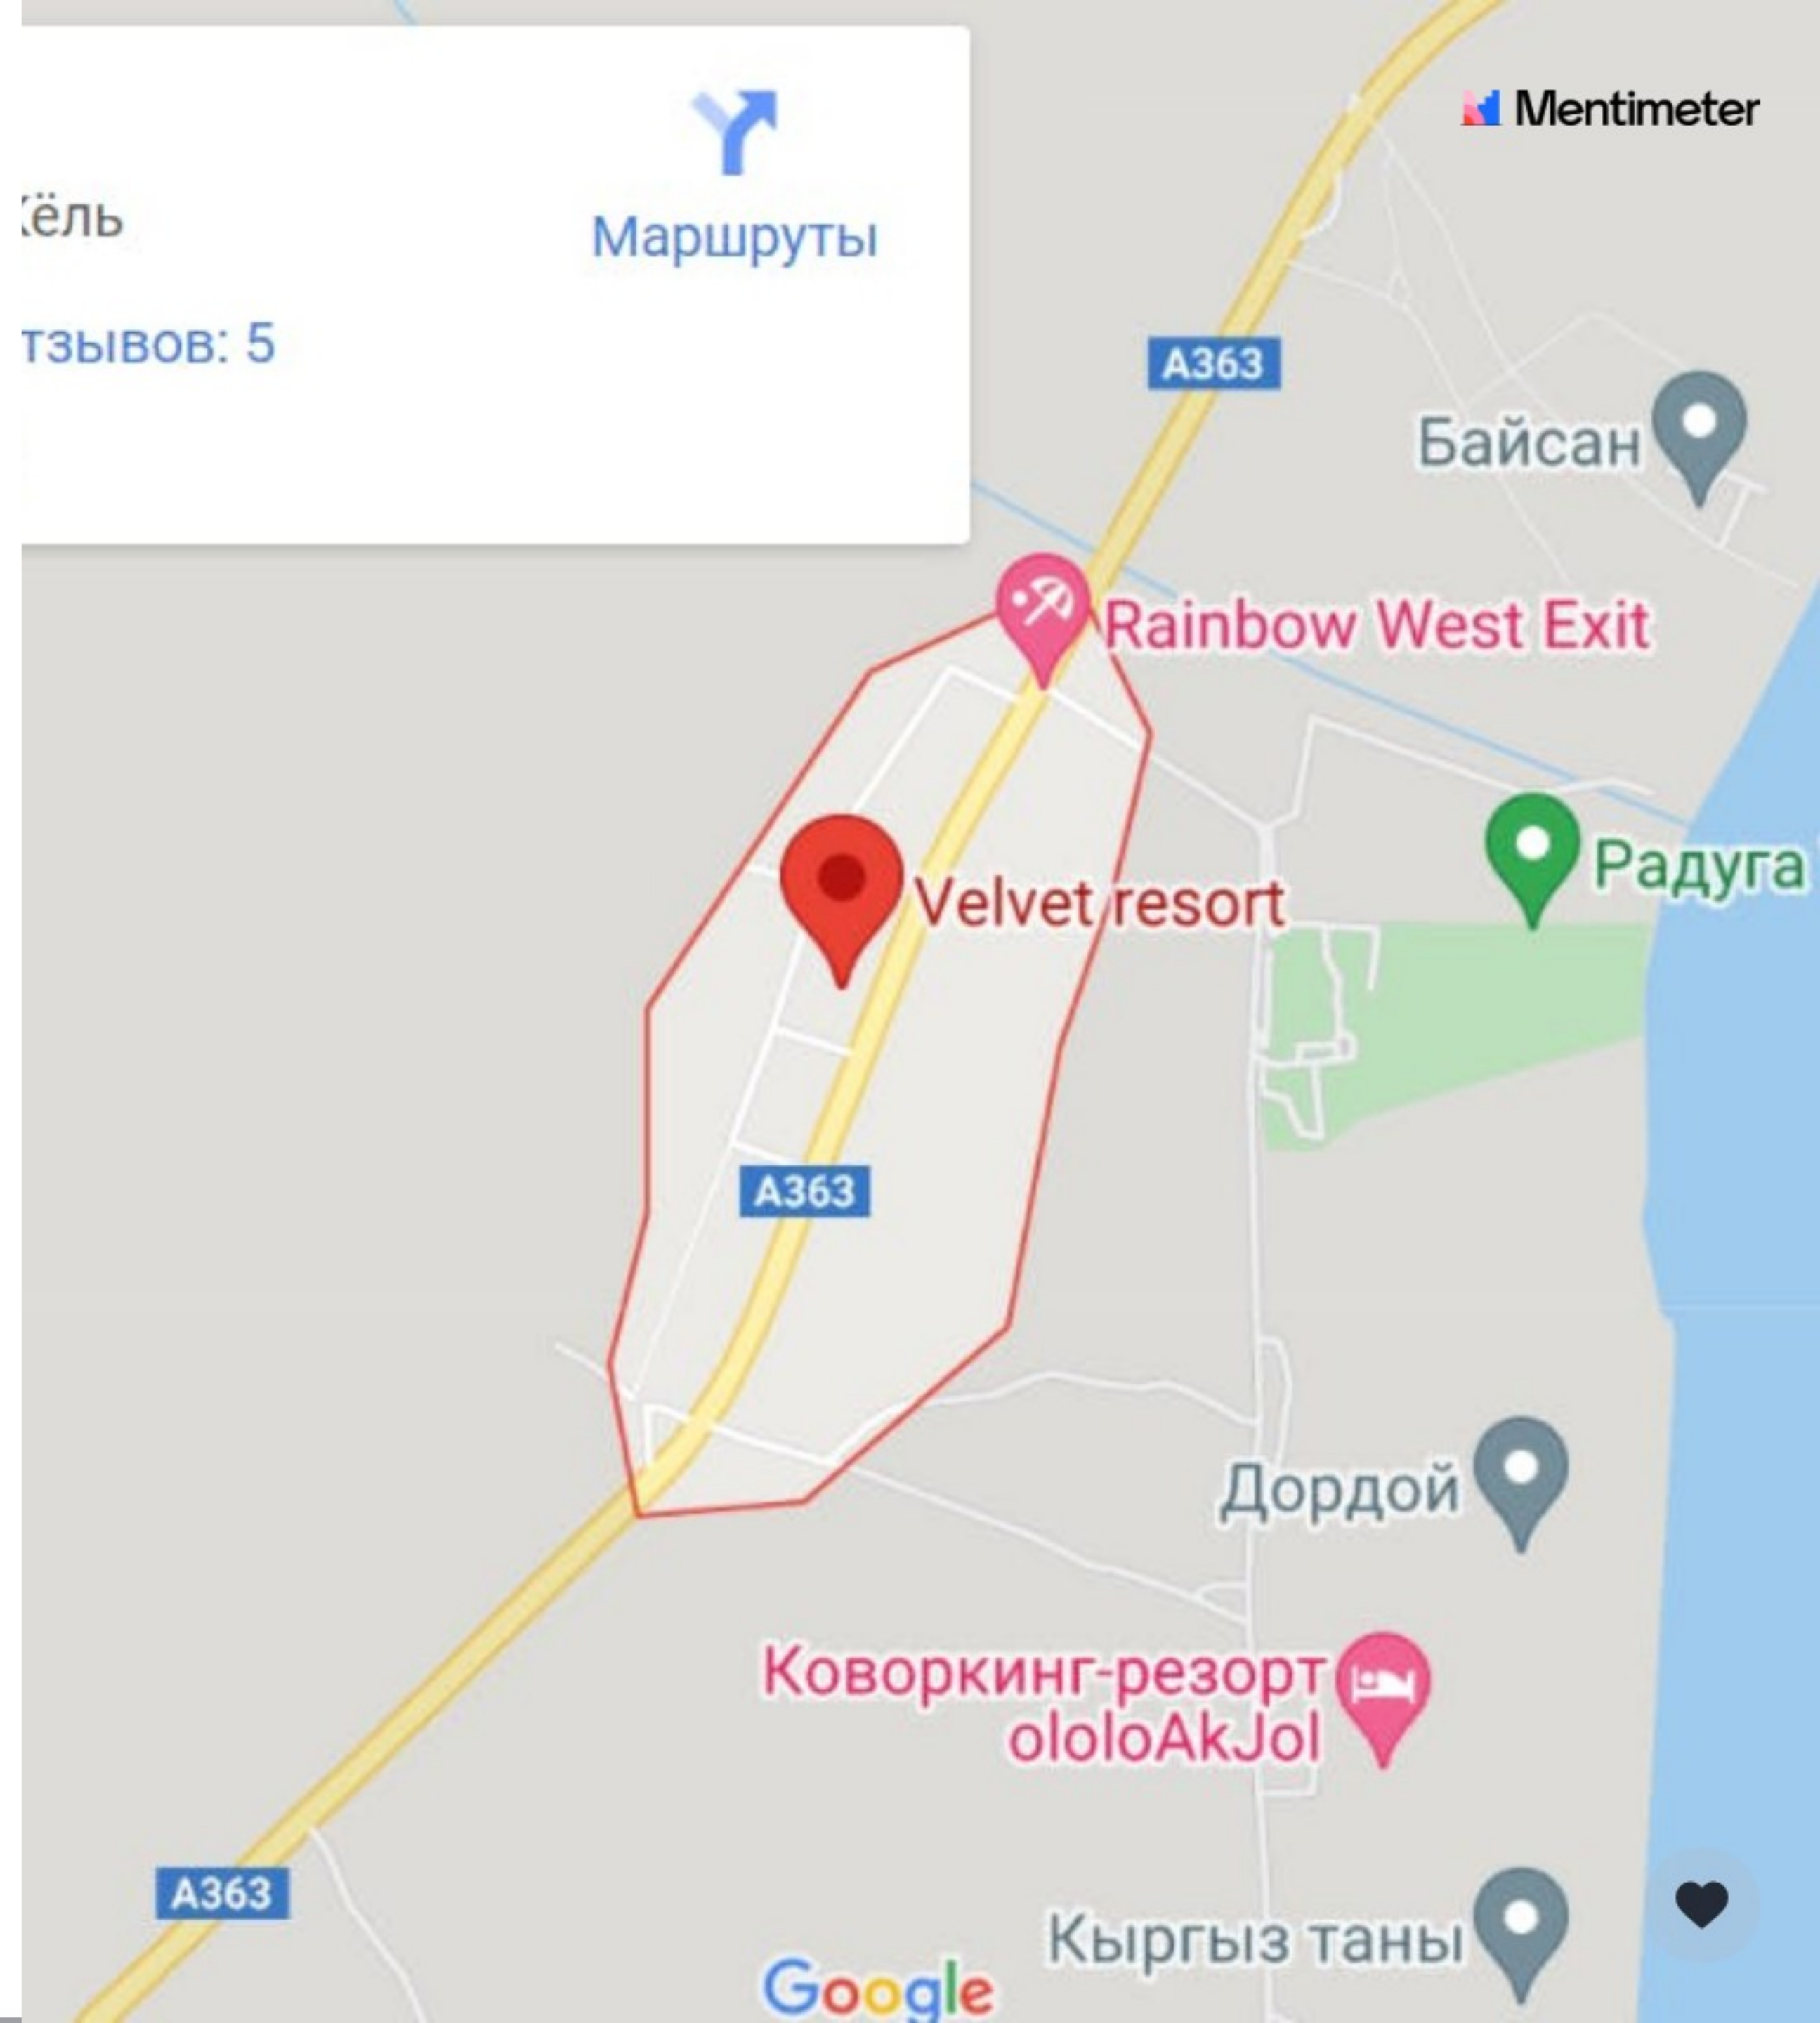 Mentimeter
Маршруты
кёль
тзывов: 5
A363
Байсан
Rainbow West Exit
Радуга
Velvet resort
A363
Дордой
Коворкинг-резорт
ololoAkJol
A363
Кыргыз таны
Google